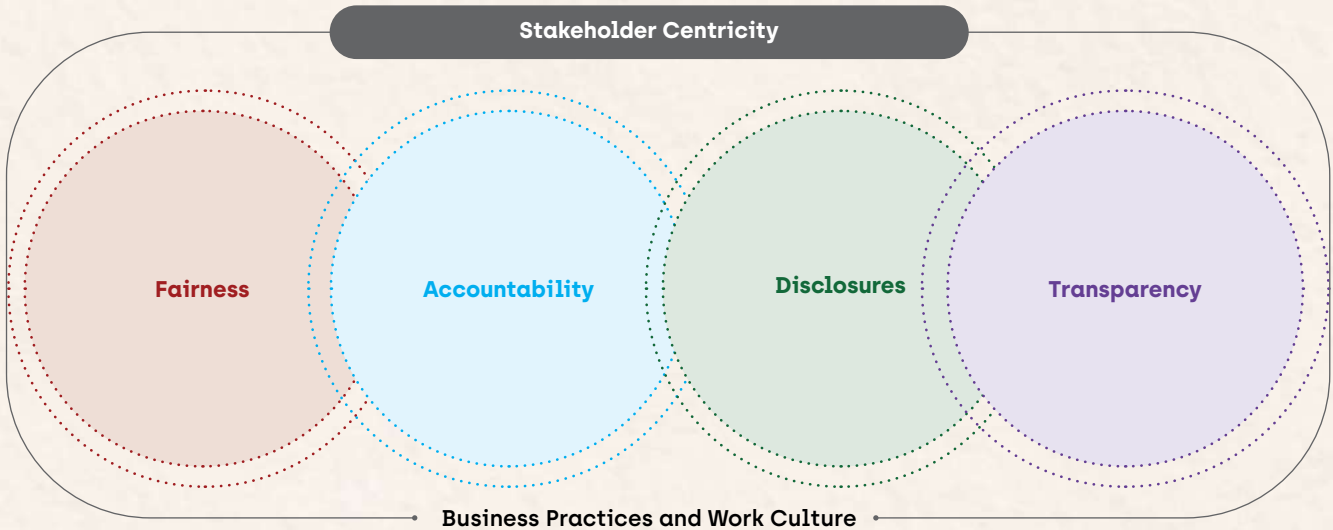 Stakeholder Centricity
Fairness
Accountability
Disclosures
Transparency
Business Practices and Work Culture